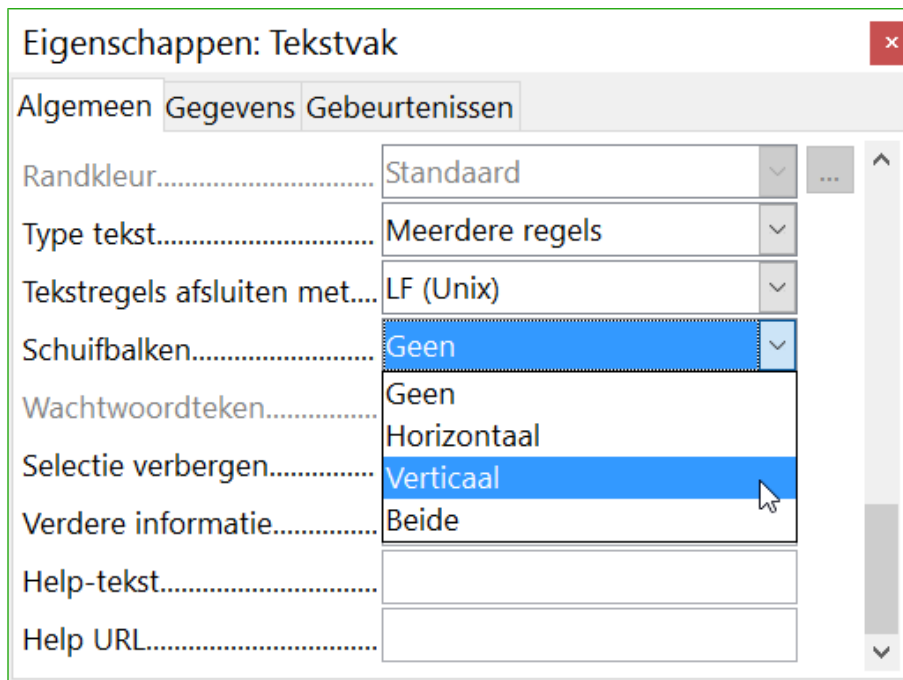 Eigenschappen: Tekstvak
Algemeen Gegevens Gebeurtenissen
Randkleur............................ Standaard ...
Type tekst............................ Meerdere regels
Tekstregels afsluiten met.... LF (Unix)
Schuifbalken........................ Geen
Geen
Wachtwoordteken..............
Horizontaal
Selectie verbergen............. Verticaal
Verdere informatie............. Beide
Help-tekst............................
Help URL..............................